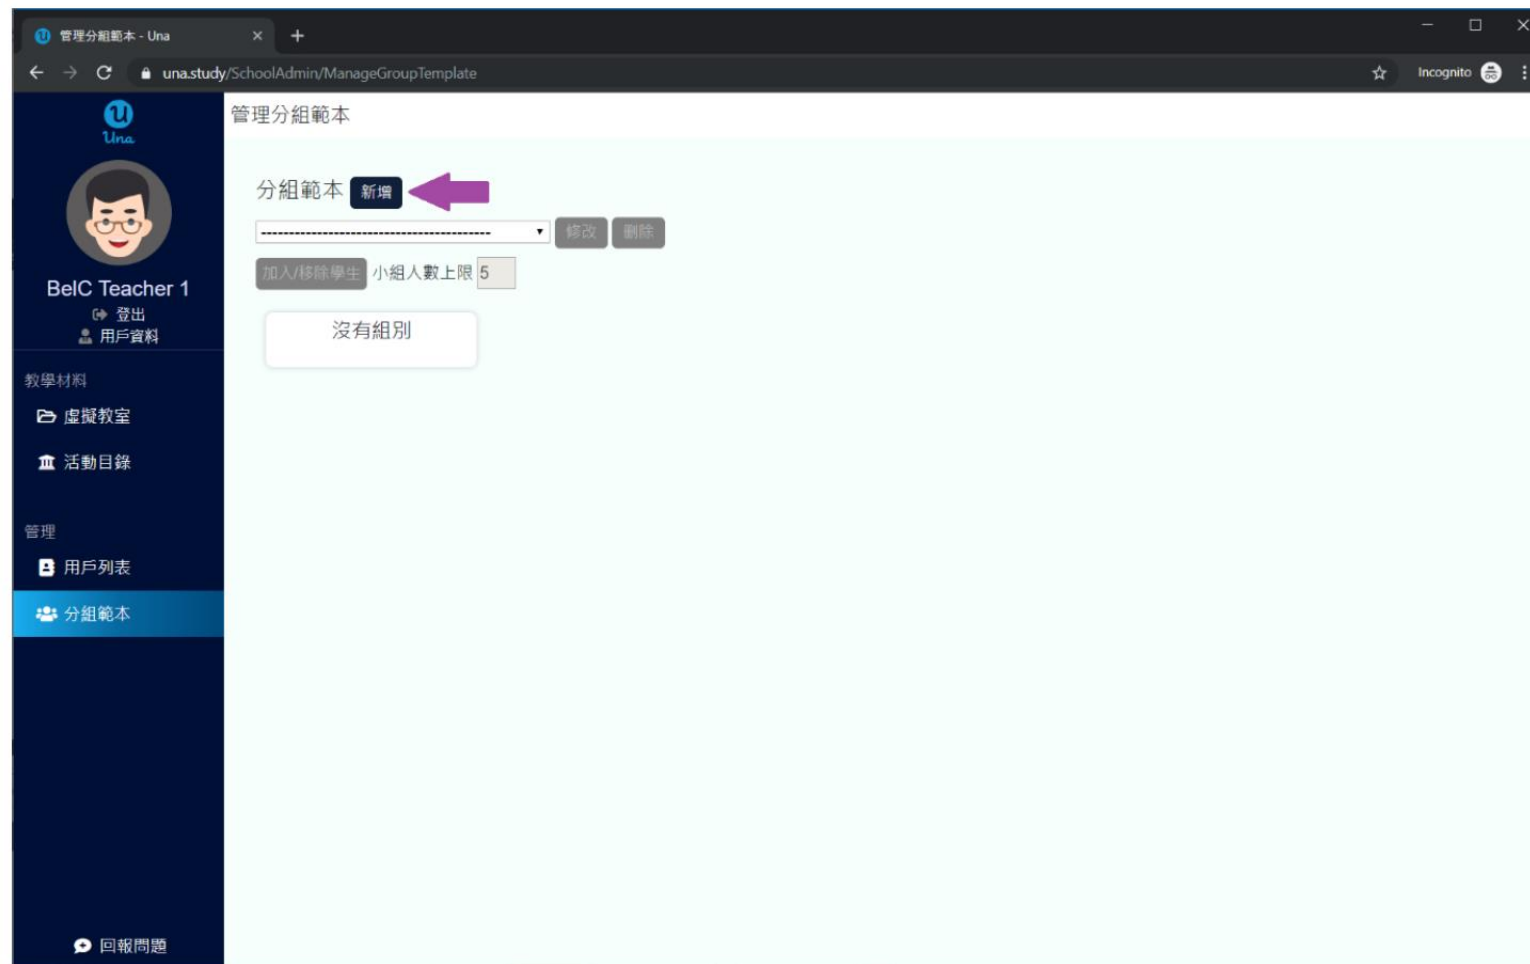 管理分組範本 - Una
una.study/SchoolAdmin/ManageGroupTemplate
Incognito
Una
管理分組範本
分組範本 新增
----------------------------------------- 修改 刪除
加入/移除學生 小組人數上限 5
沒有組別
BelC Teacher 1
登出
用戶資料
教學材料
虛擬教室
活動目錄
管理
用戶列表
分組範本
回報問題